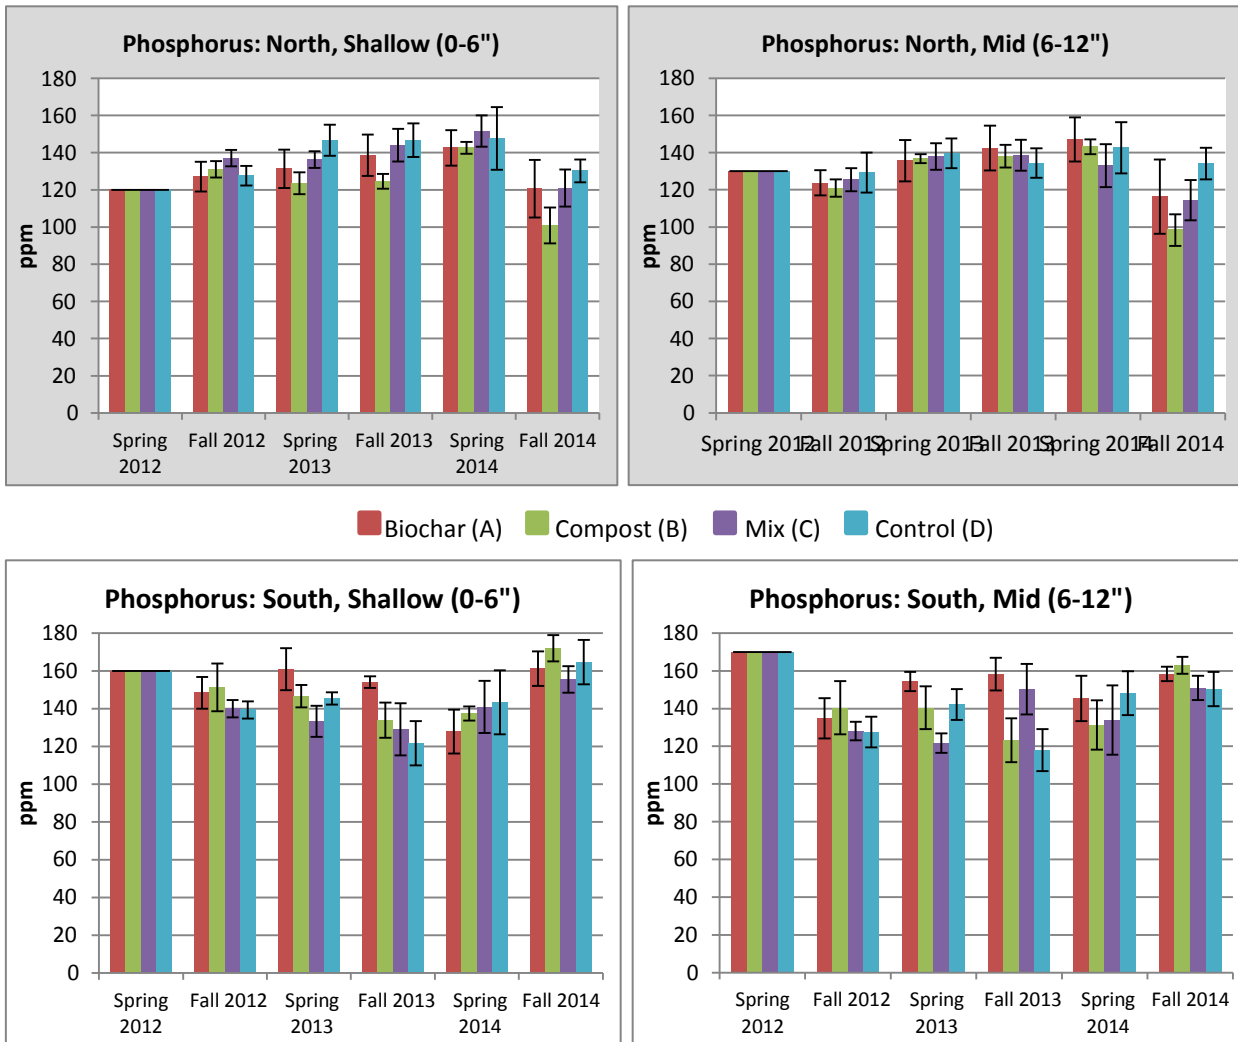 Phosphorus: North, Shallow (0-6")
180
160
140
120
100
80
60
40
20
0
ppm
Spring 2012
Fall 2012
Spring 2013
Fall 2013
Spring 2014
Fall 2014
Phosphorus: North, Mid (6-12")
180
160
140
120
100
80
60
40
20
0
ppm
Spring 2012
Fall 2012
Spring 2013
Fall 2013
Spring 2014
Fall 2014
Biochar (A) Compost (B) Mix (C) Control (D)
Phosphorus: South, Shallow (0-6")
180
160
140
120
100
80
60
40
20
0
ppm
Spring 2012
Fall 2012
Spring 2013
Fall 2013
Spring 2014
Fall 2014
Phosphorus: South, Mid (6-12")
180
160
140
120
100
80
60
40
20
0
ppm
Spring 2012
Fall 2012
Spring 2013
Fall 2013
Spring 2014
Fall 2014